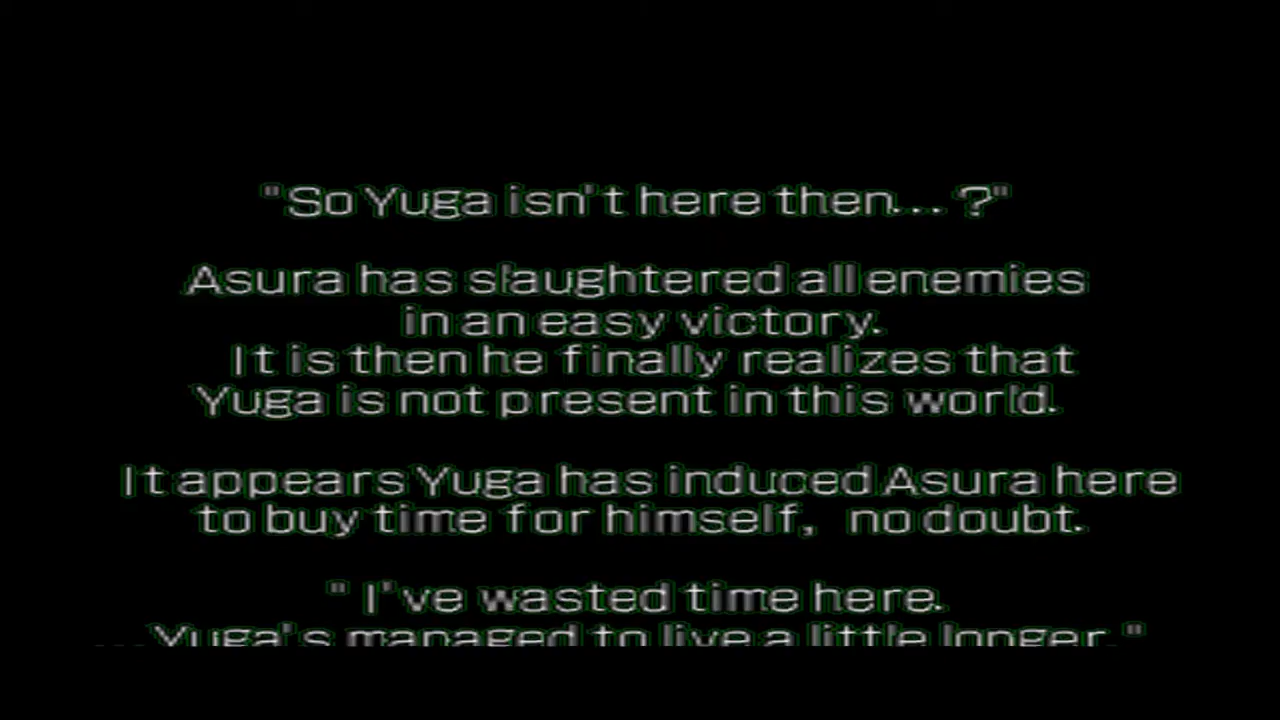 "So Yuga isn't here then...?"
Asura has slaughtered all enemies
in an easy victory.
It is then he finally realizes that
Yuga is not present in this world.
It appears Yuga has induced Asura here
to buy time for himself, no doubt.
"I've wasted time here.
...Yuga's managed to live a little longer."